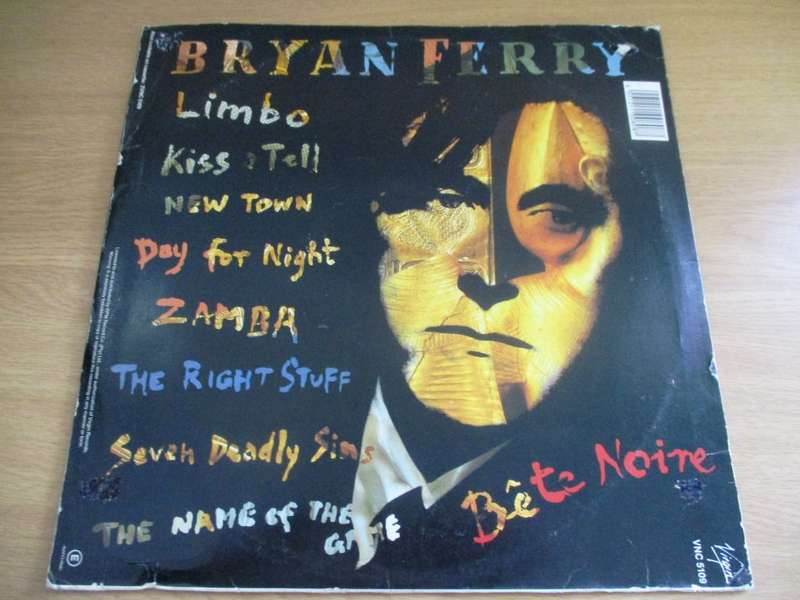 BRYAN FERRY
Limbo
Kiss & Tell
NEW TOWN
Day for Night
ZAMBA
THE RIGHT STUFF
Seven Deadly Sins
THE NAME OF THE
GAME
Bête Noire
Virgin
VNC 5109
E